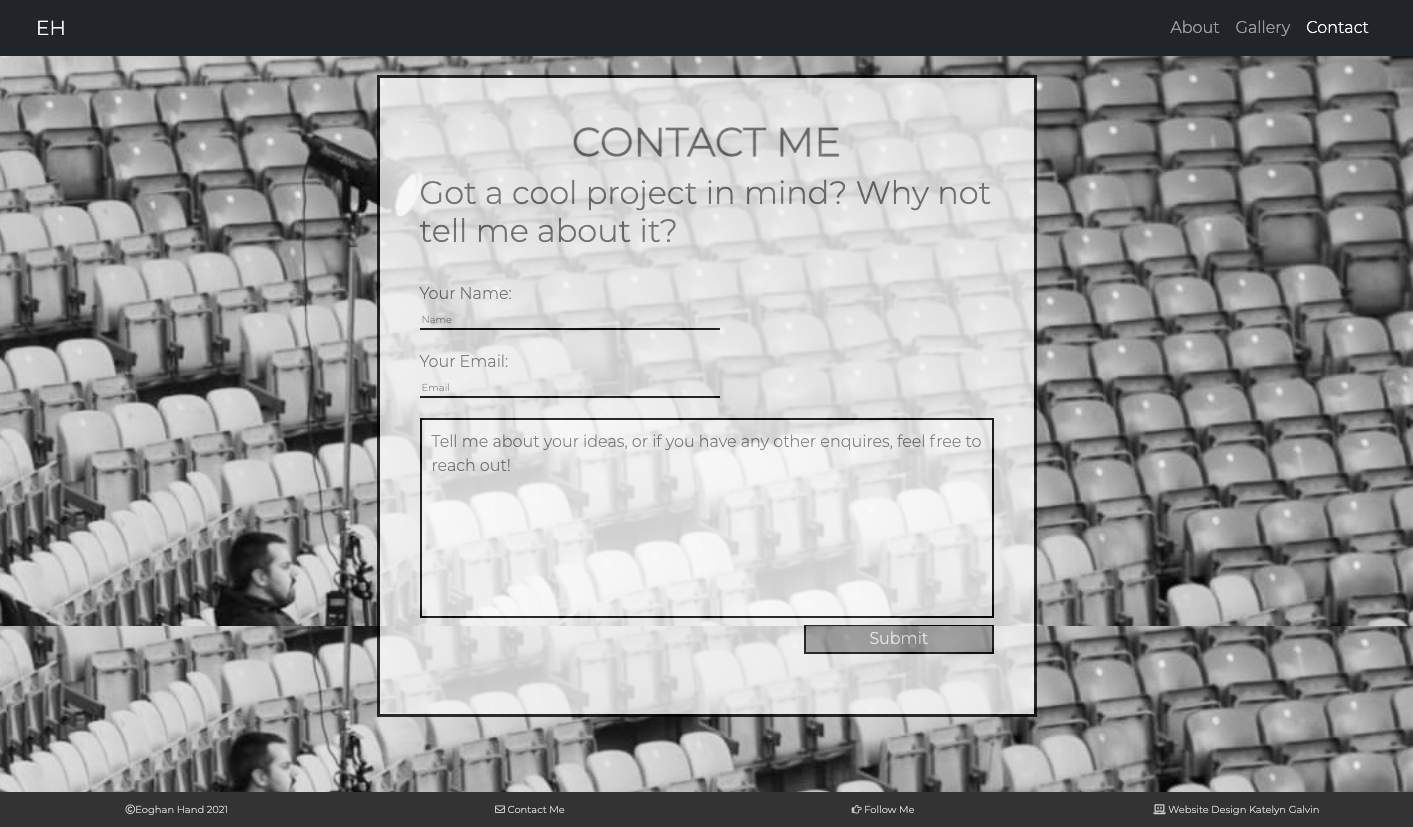 EH
About Gallery Contact
CONTACT ME
Got a cool project in mind? Why not
tell me about it?
Your Name:
Name
Your Email:
Email
Tell me about your ideas, or if you have any other enquires, feel free to
reach out!
Submit
©Eoghan Hand 2021 Contact Me Follow Me Website Design Katelyn Galvin